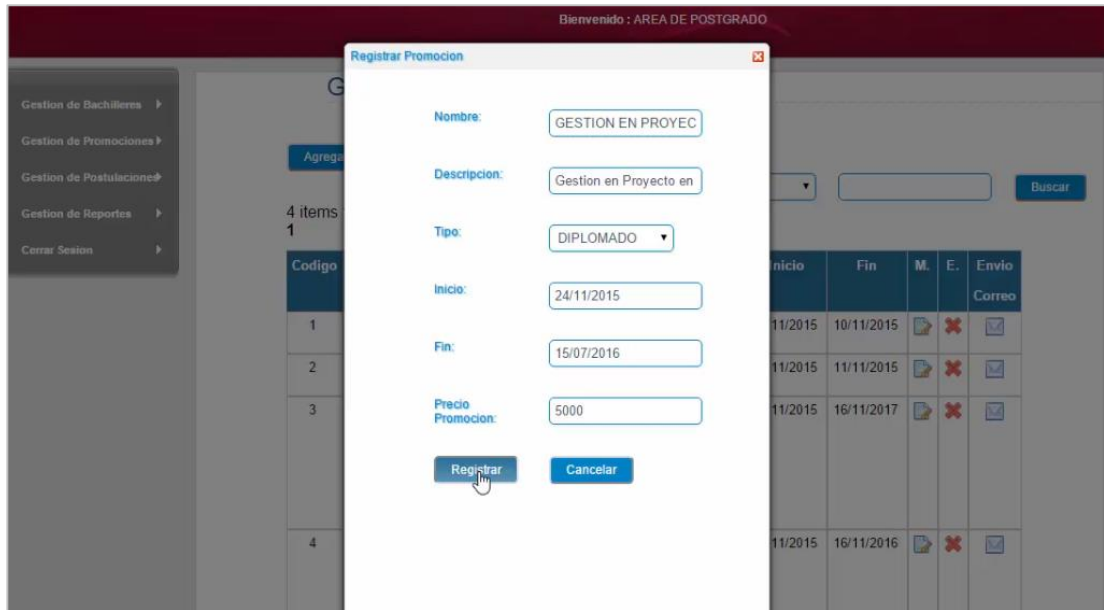 Bienvenido : AREA DE POSTGRADO
Registrar Promocion
G
Gestion de Bachilleres
Gestion de Promociones
Gestion de Postulaciones
Gestion de Reportes
Cerrar Sesion
Nombre: GESTION EN PROYEC
Agrega
Descripcion: Gestion en Proyecto en
Buscar
4 items
1
Tipo: DIPLOMADO
Codigo Inicio Fin M. E. Envio
Correo
Inicio: 24/11/2015
1 11/2015 10/11/2015
Fin: 15/07/2016
2 11/2015 11/11/2015
Precio
Promocion: 5000
3 11/2015 16/11/2017
Registrar Cancelar
4 11/2015 16/11/2016